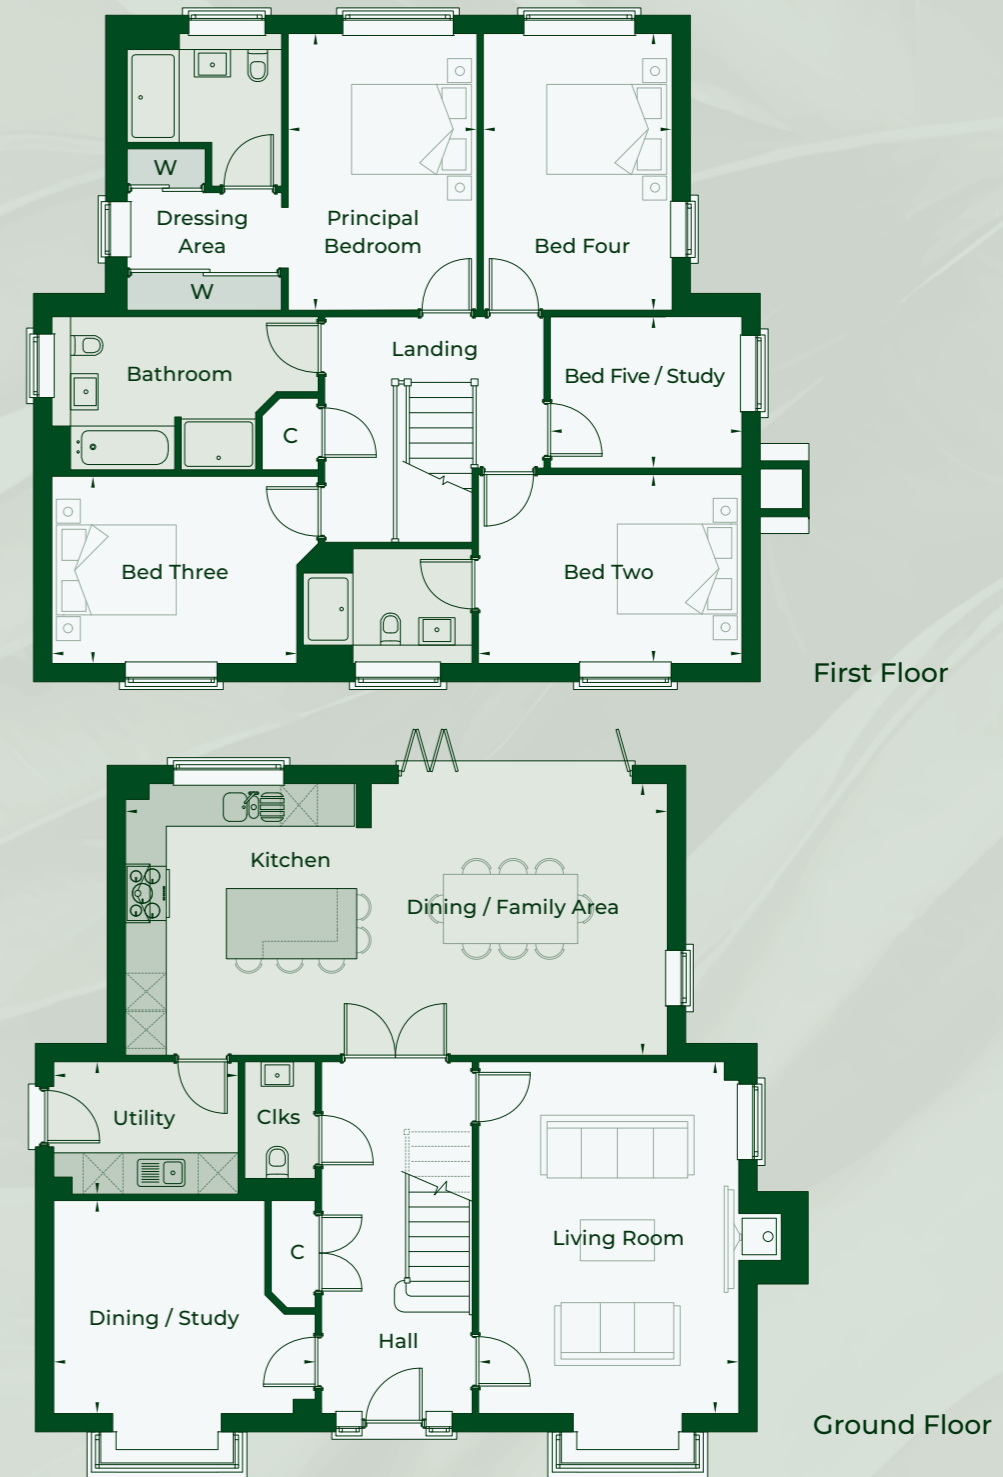 W
Dressing
Area
Principal
Bedroom
Bed Four
W
Landing
Bathroom
Bed Five / Study
C
Bed Three
Bed Two
First Floor
Kitchen
Dining / Family Area
Utility
Clks
Living Room
C
Dining / Study
Hall
Ground Floor